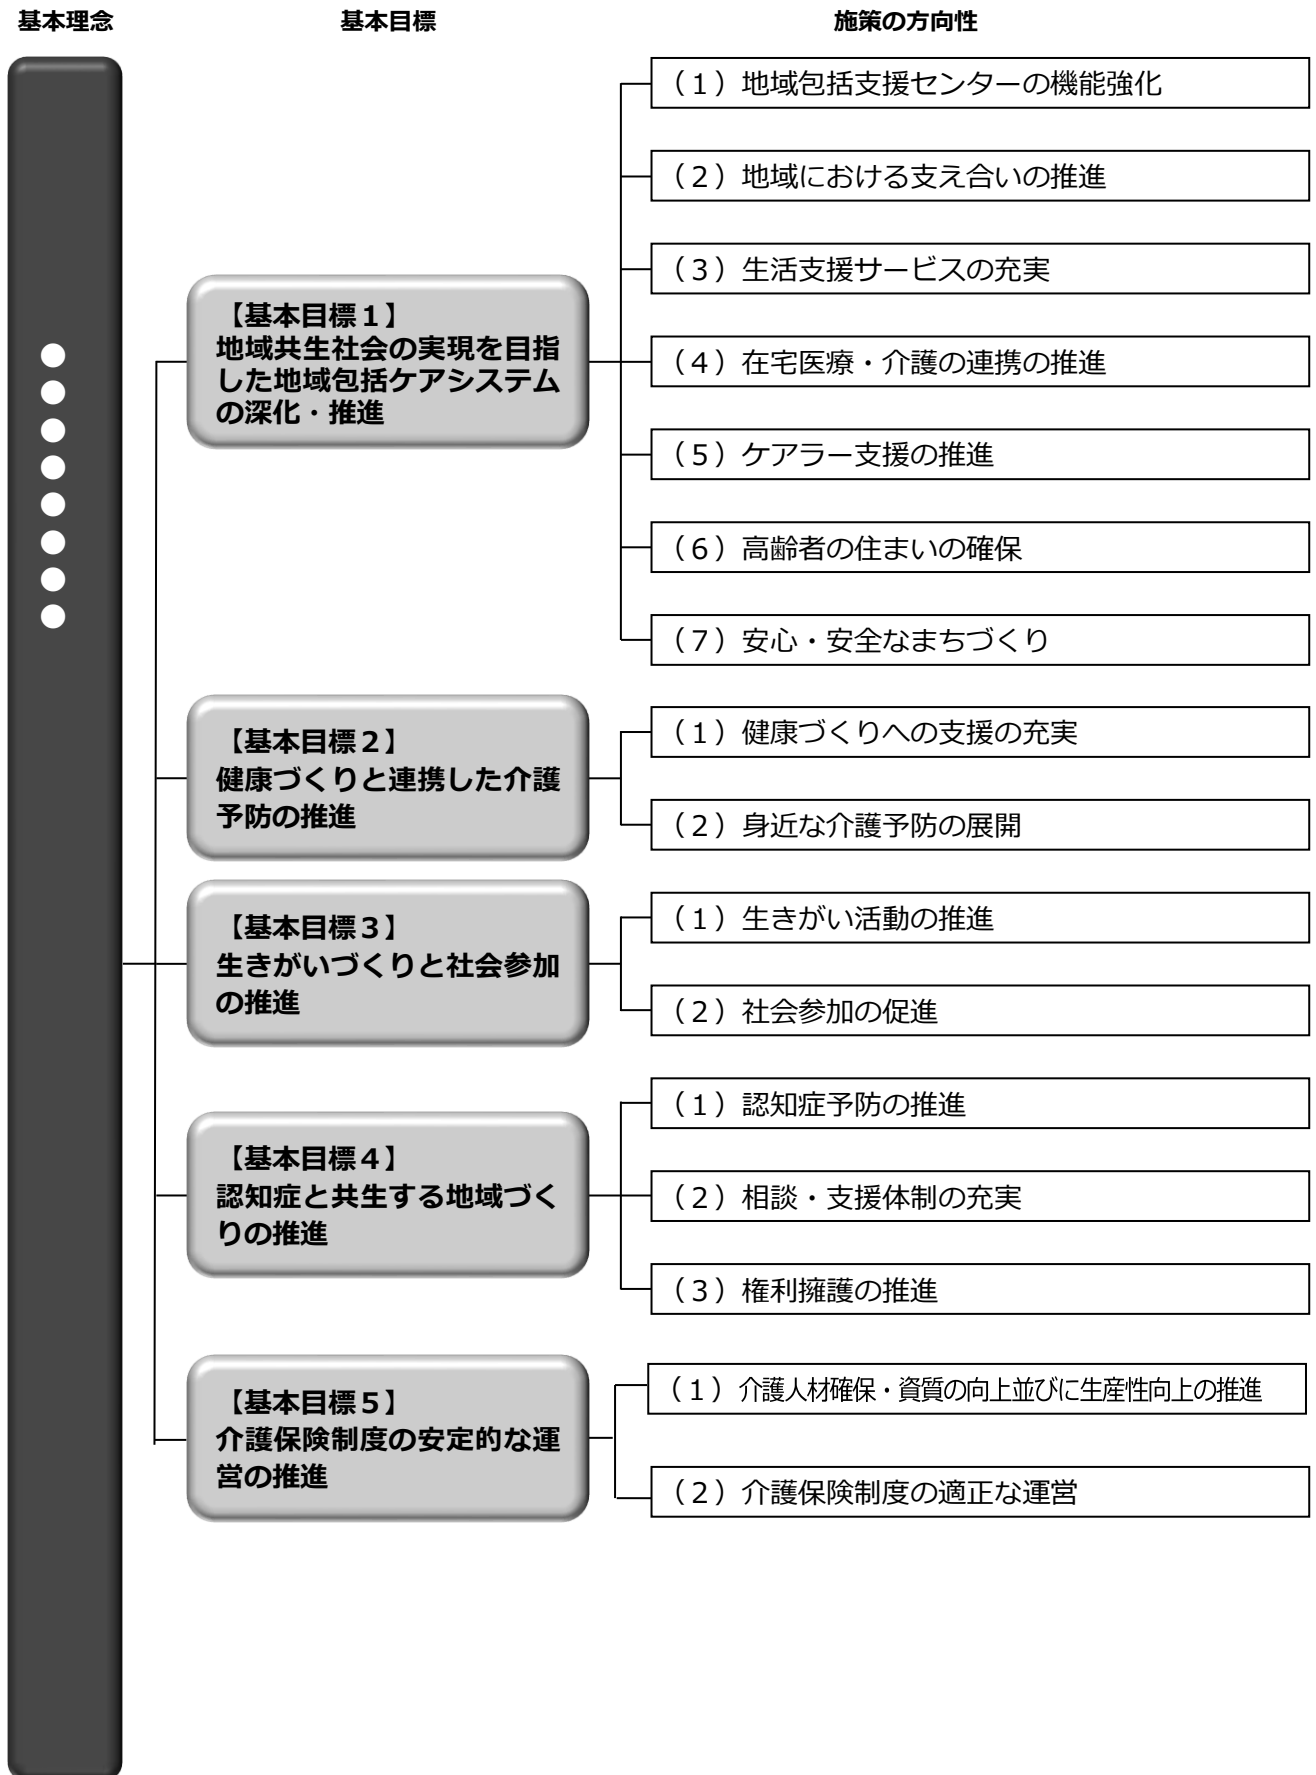 基本理念
基本目標
施策の方向性
●
●
●
●
●
●
●
●
【基本目標１】
地域共生社会の実現を目指
した地域包括ケアシステム
の深化・推進
（１）地域包括支援センターの機能強化
（２）地域における支え合いの推進
（３）生活支援サービスの充実
（４）在宅医療・介護の連携の推進
（５）ケアラー支援の推進
（６）高齢者の住まいの確保
（７）安心・安全なまちづくり
【基本目標２】
健康づくりと連携した介護
予防の推進
（１）健康づくりへの支援の充実
（２）身近な介護予防の展開
【基本目標３】
生きがいづくりと社会参加
の推進
（１）生きがい活動の推進
（２）社会参加の促進
【基本目標４】
認知症と共生する地域づく
りの推進
（１）認知症予防の推進
（２）相談・支援体制の充実
（３）権利擁護の推進
【基本目標５】
介護保険制度の安定的な運
営の推進
（１）介護人材確保・資質の向上並びに生産性向上の推進
（２）介護保険制度の適正な運営